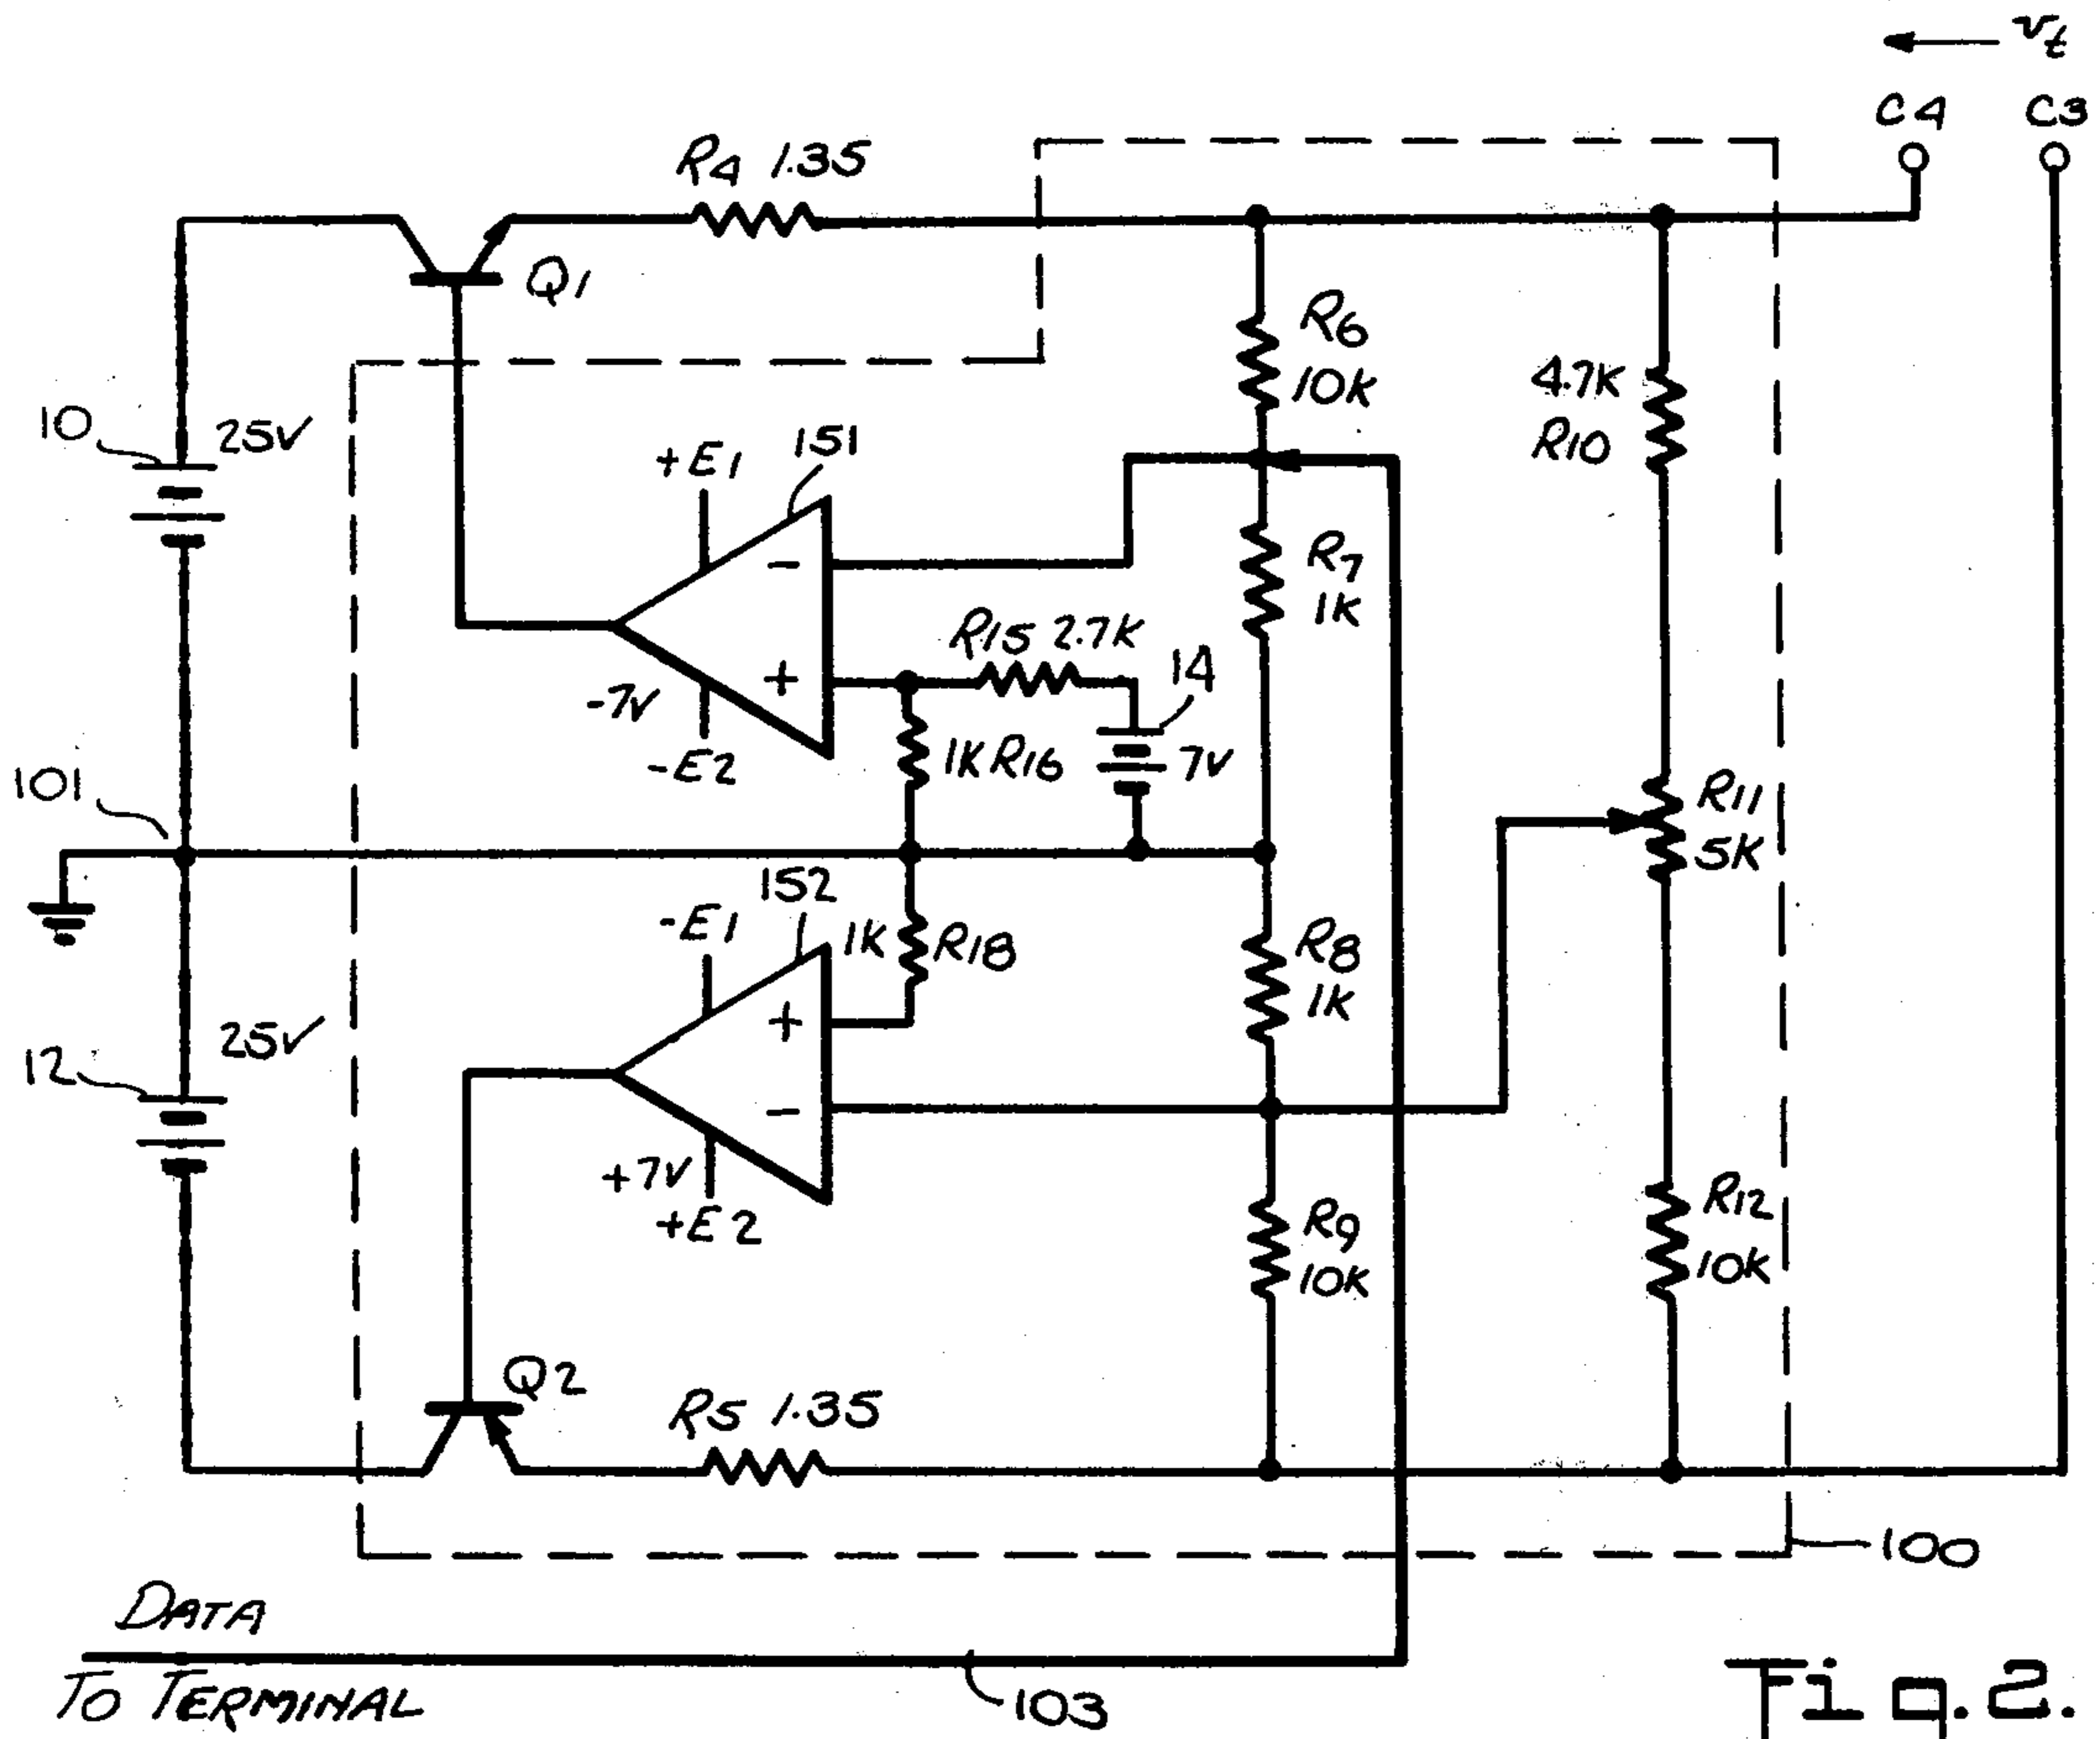 vt
C4 C3
R4 1.35
Q1
R6
10K
4.7K
R10
10
25V
+E1
151
-
R7
1K
R15 2.7K
14
+
-7V
-E2
1K R16
7V
101
R11
5K
152
-E1
1K R18
+
R8
1K
12
25V
-
+7V
+E2
R9
10K
R12
10K
Q2
R5 1.35
100
DATA
TO TERMINAL
103
Fig. 2.